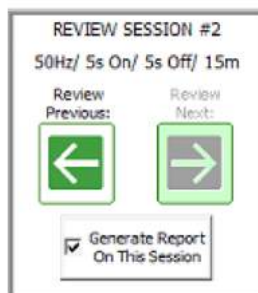 REVIEW SESSION #2
50Hz/ 5s On/ 5s Off/ 15m
Review Review
Previous: Next:
Generate Report
On This Session